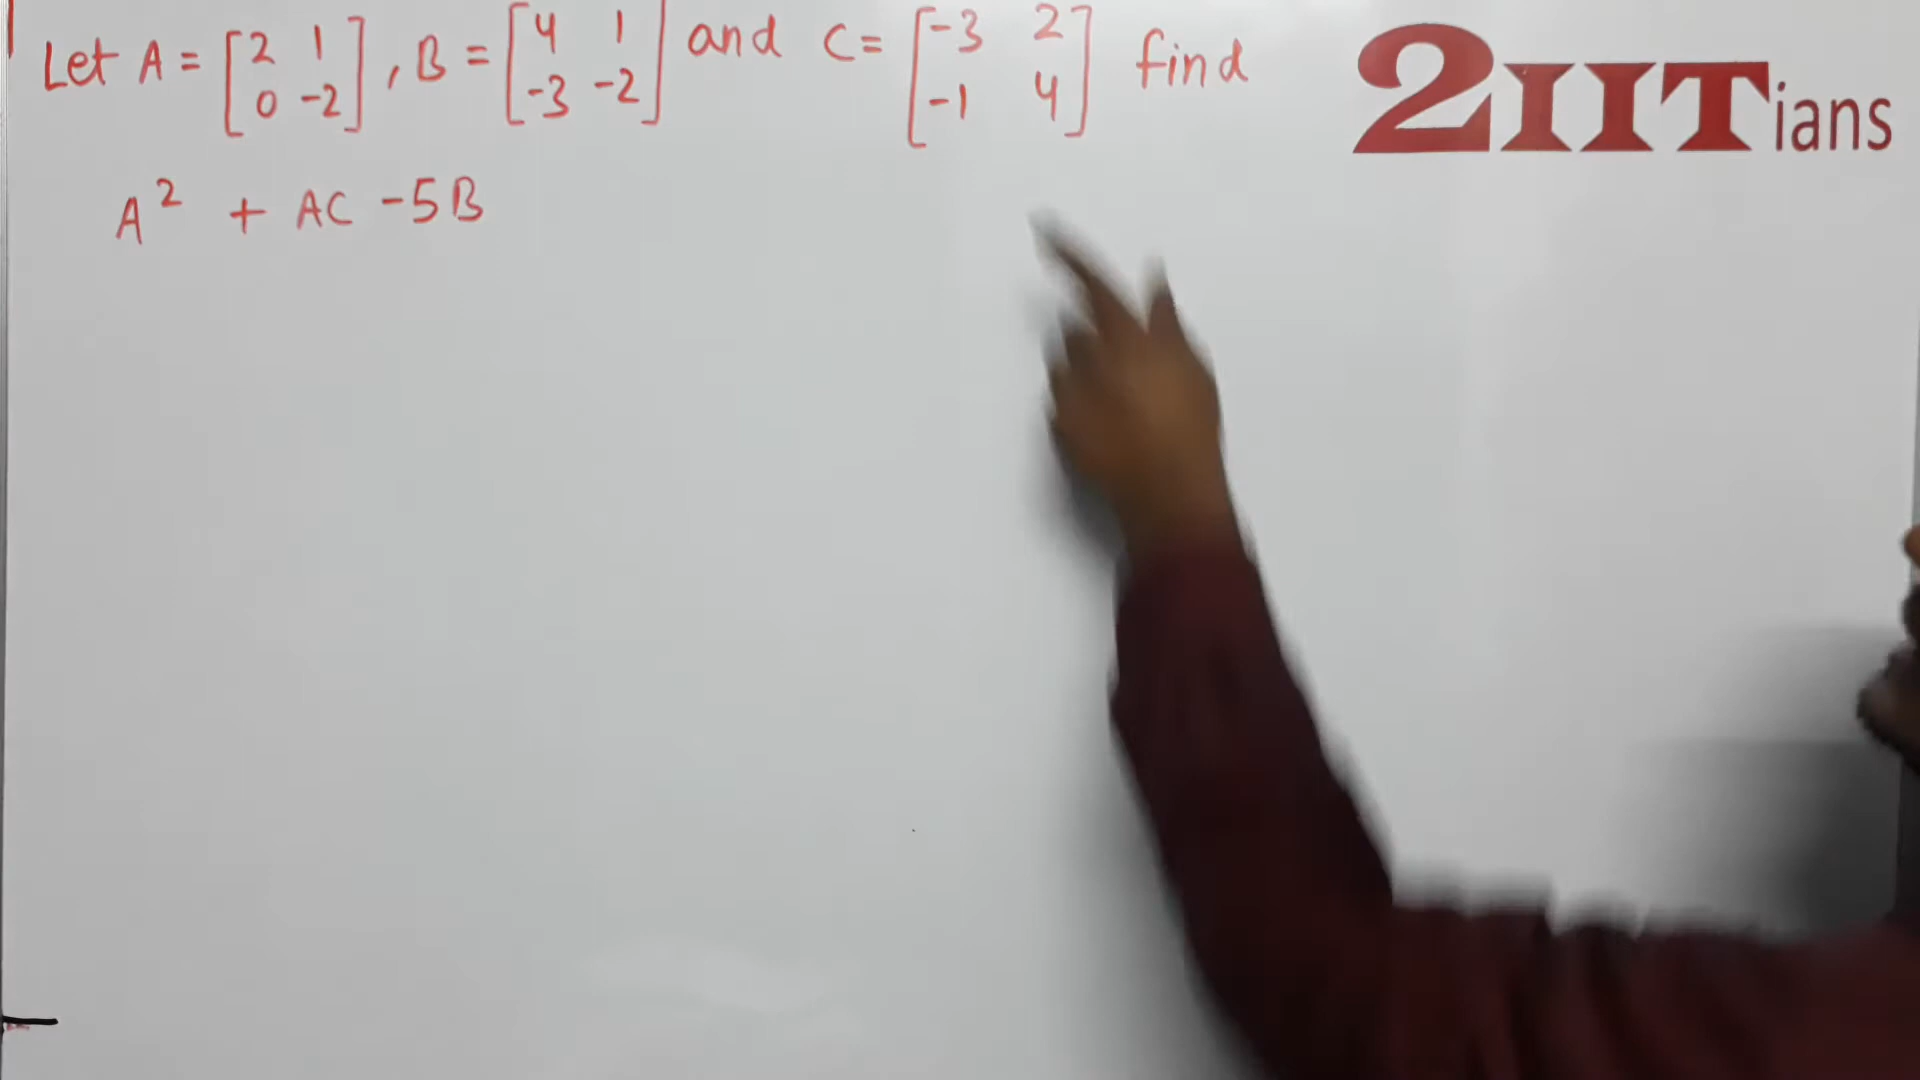 Let A = [2 1 0 -2], B = [4 1 -3 -2] and C = [-3 2 -1 4] find
A² + AC -5B
2IITians